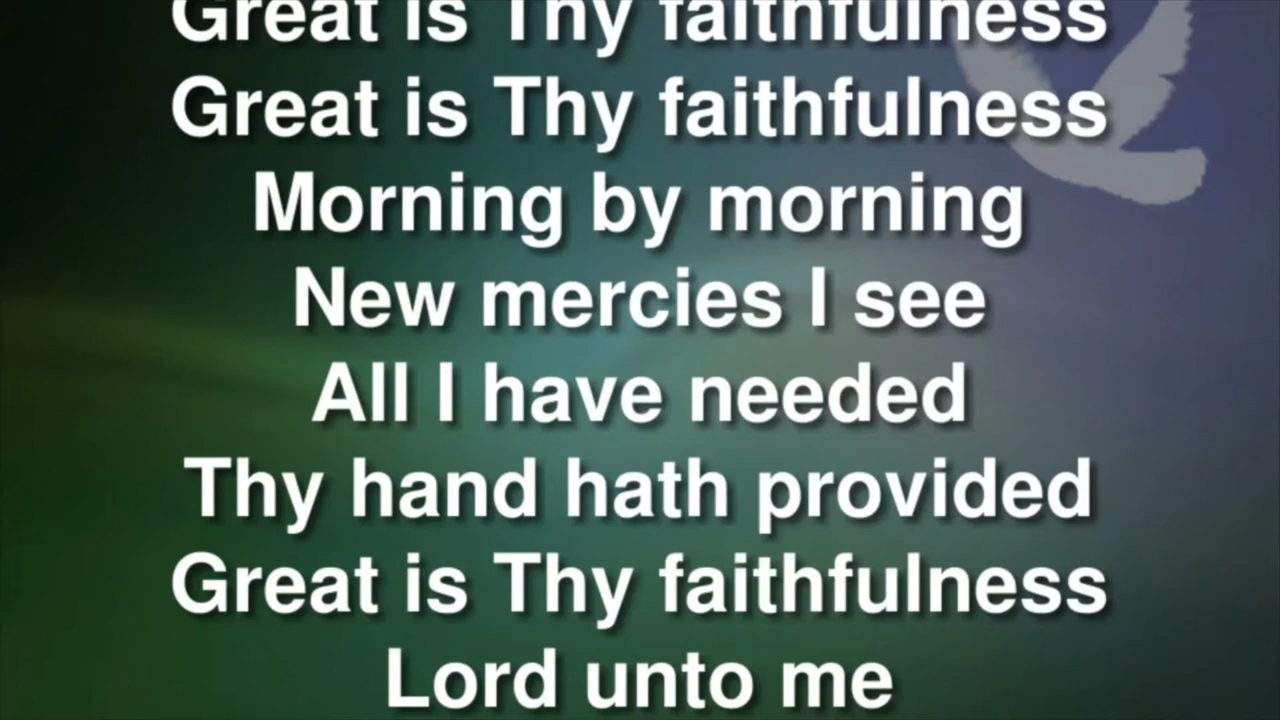 Great is Thy faithfulness
Great is Thy faithfulness
Morning by morning
New mercies I see
All I have needed
Thy hand hath provided
Great is Thy faithfulness
Lord unto me